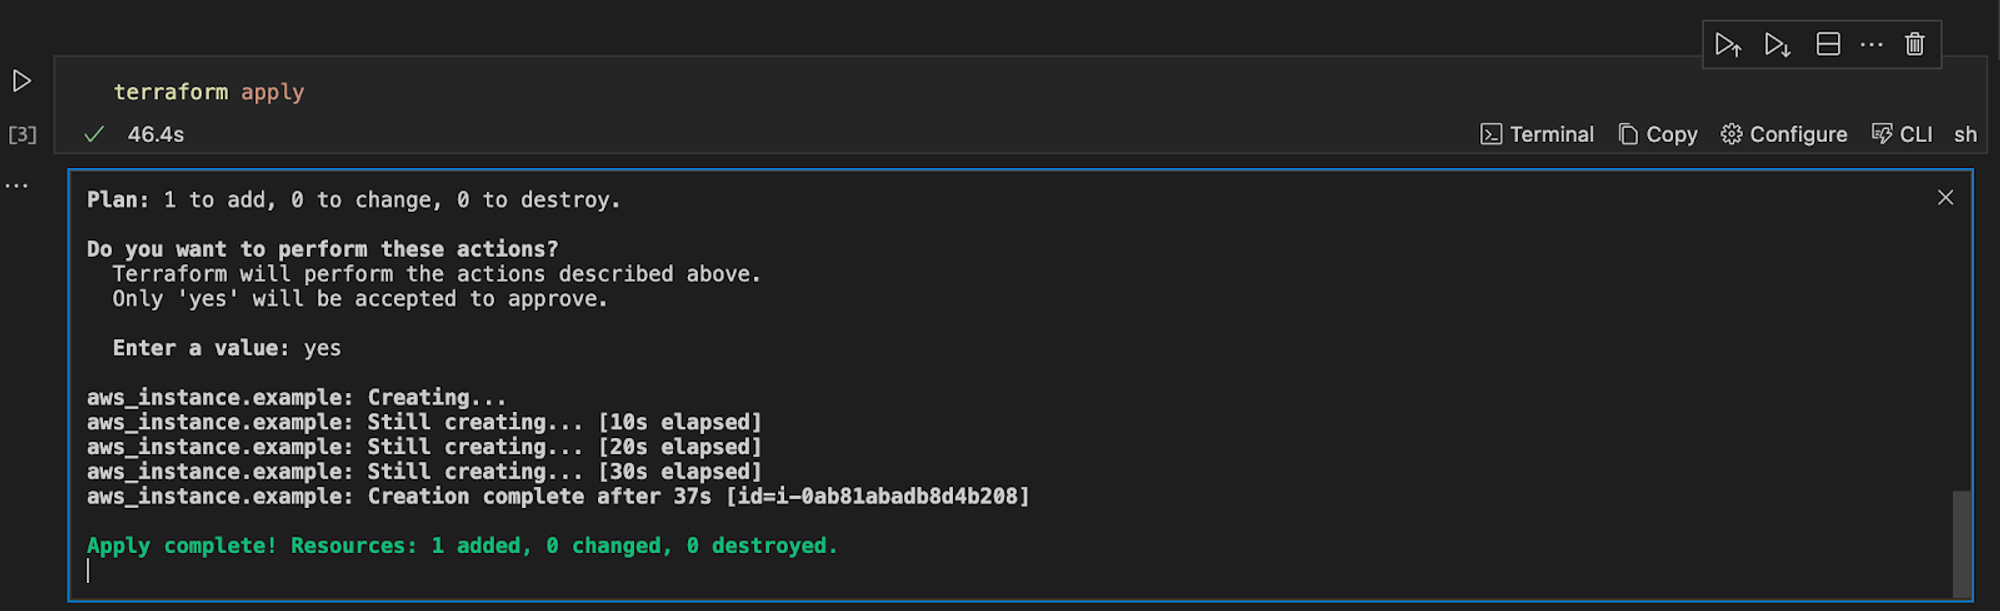 terraform apply
[3]
46.4s
Terminal Copy Configure CLI sh
Plan: 1 to add, 0 to change, 0 to destroy.
Do you want to perform these actions?
Terraform will perform the actions described above.
Only 'yes' will be accepted to approve.
Enter a value: yes
aws_instance.example: Creating...
aws_instance.example: Still creating... [10s elapsed]
aws_instance.example: Still creating... [20s elapsed]
aws_instance.example: Still creating... [30s elapsed]
aws_instance.example: Creation complete after 37s [id=i-0ab81abadb8d4b208]
Apply complete! Resources: 1 added, 0 changed, 0 destroyed.